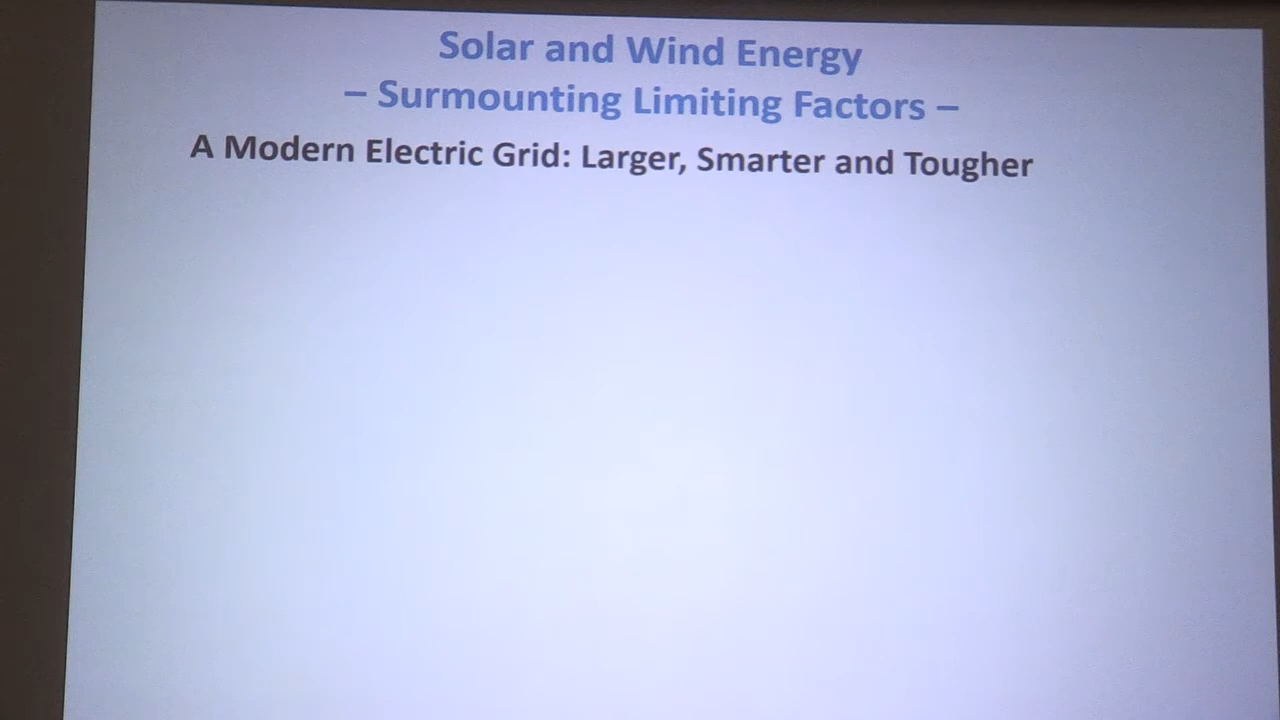 Solar and Wind Energy
– Surmounting Limiting Factors –
A Modern Electric Grid: Larger, Smarter and Tougher